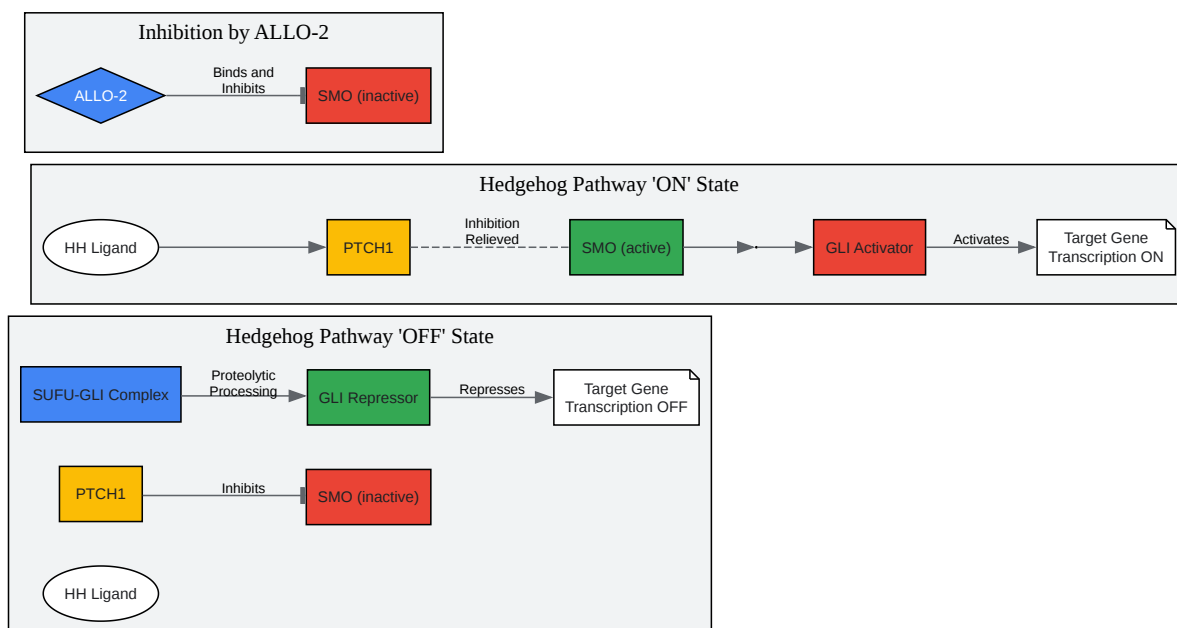 Inhibition by ALLO-2
ALLO-2
Binds and
Inhibits
SMO (inactive)
Hedgehog Pathway 'ON' State
HH Ligand
PTCH1
Inhibition
Relieved
SMO (active)
GLI Activator
Activates
Target Gene
Transcription ON
Hedgehog Pathway 'OFF' State
SUFU-GLI Complex
Proteolytic
Processing
GLI Repressor
Represses
Target Gene
Transcription OFF
PTCH1
Inhibits
SMO (inactive)
HH Ligand